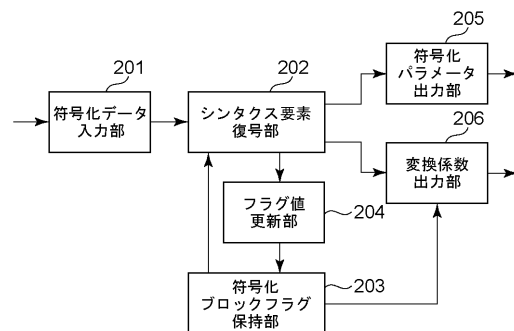 201
符号化データ
入力部
202
シンタクス要素
復号部
205
符号化
パラメータ
出力部
206
変換係数
出力部
フラグ値
更新部
204
符号化
ブロックフラグ
保持部
203